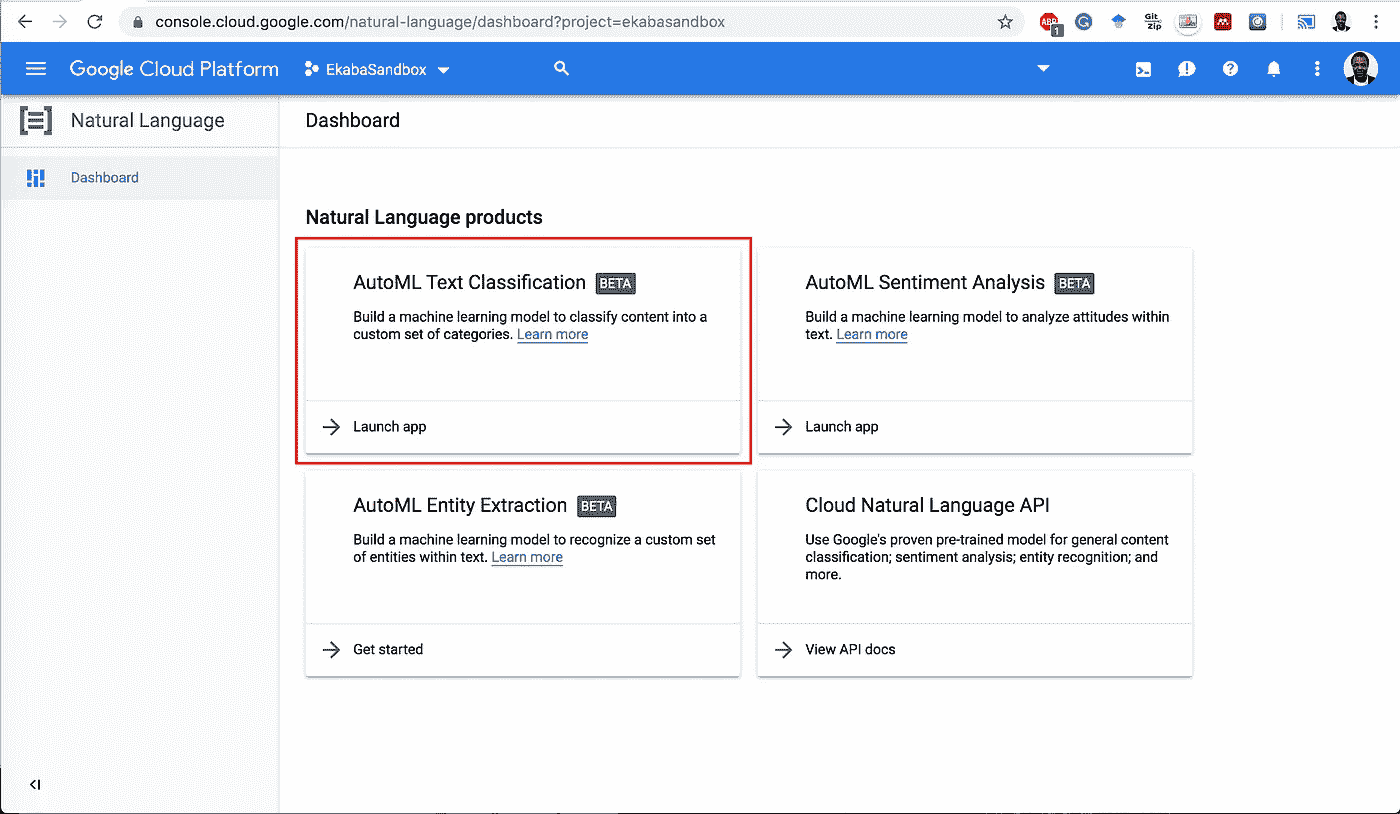 console.cloud.google.com/natural-language/dashboard?project=ekabasandbox
ABP
1
G
Git
Zip
Google Cloud Platform
EkabaSandbox
Natural Language
Dashboard
Dashboard
Natural Language products
AutoML Text Classification BETA
Build a machine learning model to classify content into a
custom set of categories. Learn more
Launch app
AutoML Sentiment Analysis BETA
Build a machine learning model to analyze attitudes within
text. Learn more
Launch app
AutoML Entity Extraction BETA
Build a machine learning model to recognize a custom set
of entities within text. Learn more
Get started
Cloud Natural Language API
Use Google's proven pre-trained model for general content
classification; sentiment analysis; entity recognition; and
more.
View API docs